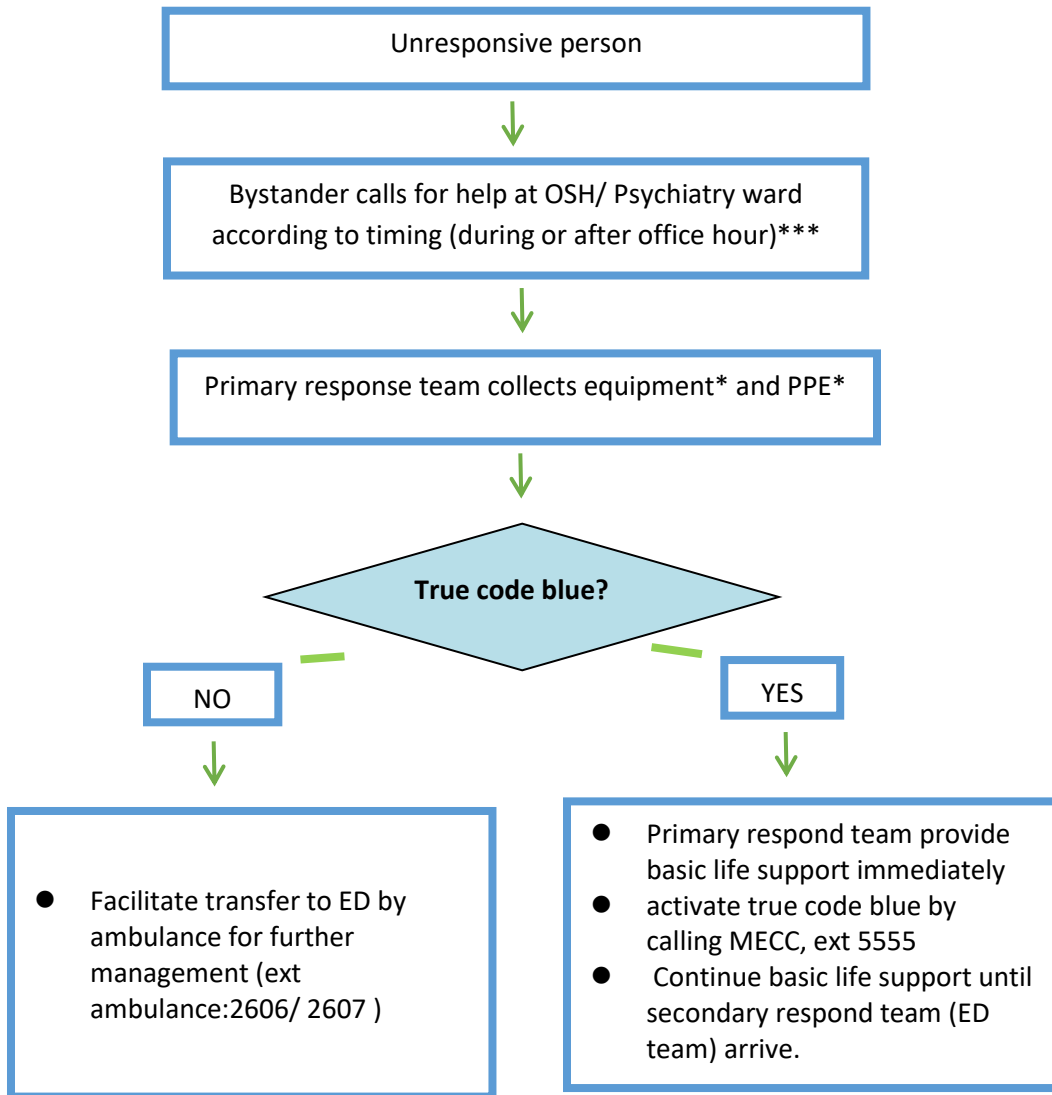 Unresponsive person
Bystander calls for help at OSH/ Psychiatry ward
according to timing (during or after office hour)***
Primary response team collects equipment* and PPE*
True code blue?
NO
YES
● Facilitate transfer to ED by
ambulance for further
management (ext
ambulance:2606/ 2607 )
● Primary respond team provide
basic life support immediately
● activate true code blue by
calling MECC, ext 5555
● Continue basic life support until
secondary respond team (ED
team) arrive.